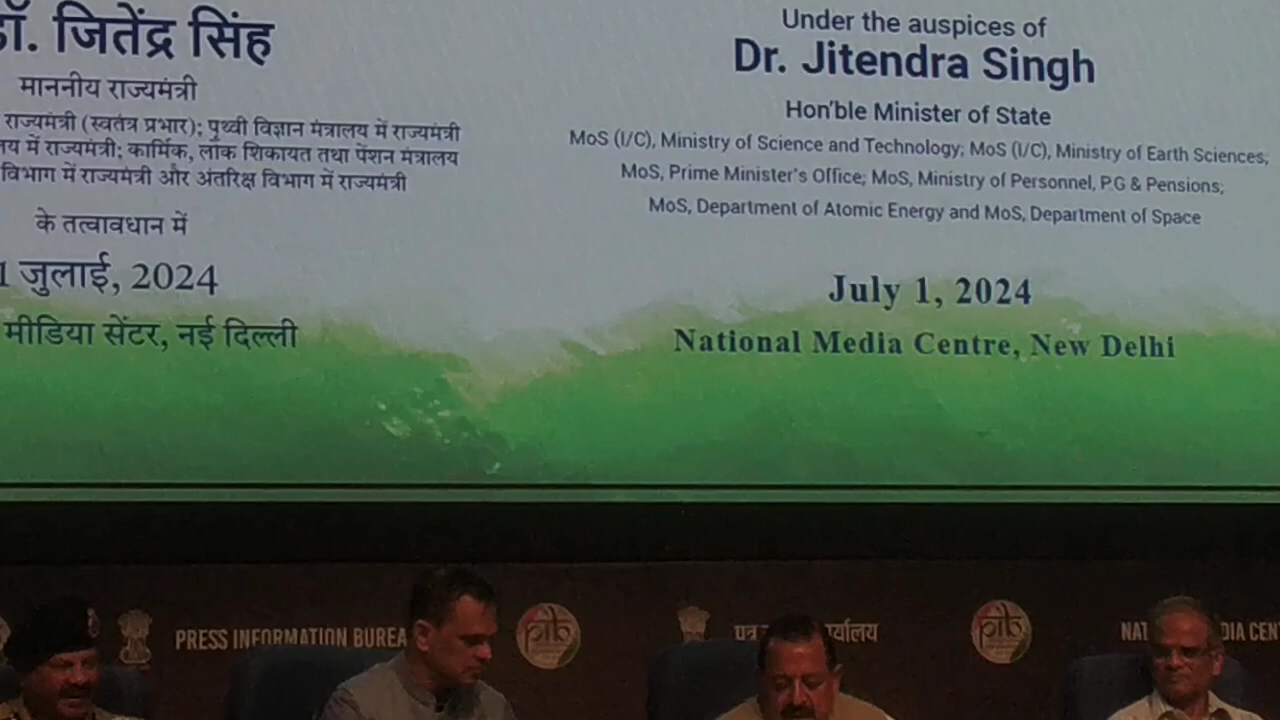 डॉ. जितेंद्र सिंह
माननीय राज्यमंत्री
राज्यमंत्री (स्वतंत्र प्रभार); पृथ्वी विज्ञान मंत्रालय में राज्यमंत्री
में राज्यमंत्री; कार्मिक, लोक शिकायत तथा पेंशन मंत्रालय
विभाग में राज्यमंत्री और अंतरिक्ष विभाग में राज्यमंत्री
के तत्वावधान में
1 जुलाई, 2024
मीडिया सेंटर, नई दिल्ली
Under the auspices of
Dr. Jitendra Singh
Hon'ble Minister of State
MoS (I/C), Ministry of Science and Technology; MoS (I/C), Ministry of Earth Sciences;
MoS, Prime Minister's Office; MoS, Ministry of Personnel, PG & Pensions;
MoS, Department of Atomic Energy and MoS, Department of Space
July 1, 2024
National Media Centre, New Delhi
PRESS INFORMATION BUREA
pib
पत्र
pib